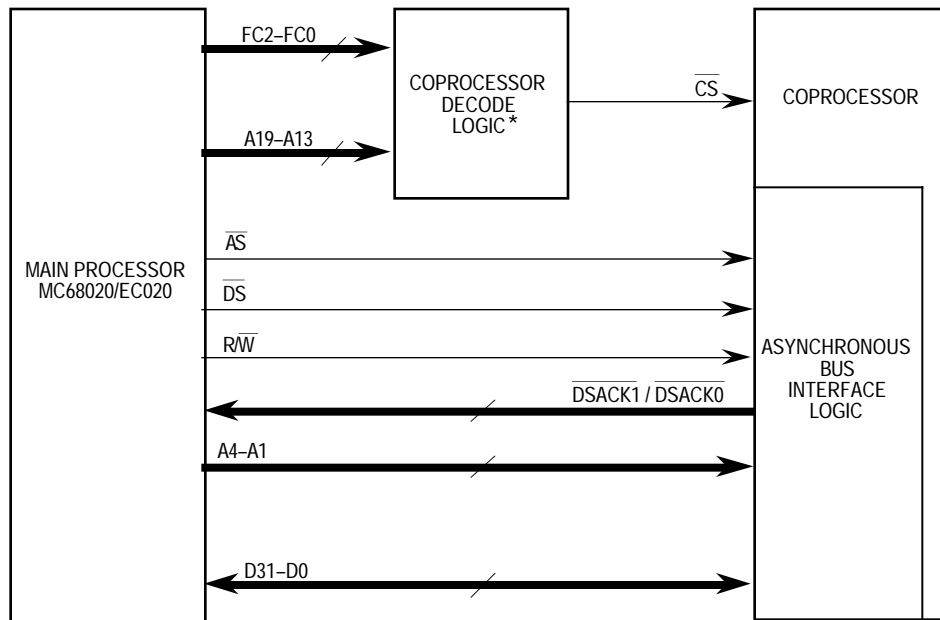 FC2–FC0
COPROCESSOR
DECODE
LOGIC*
CS
COPROCESSOR
A19–A13
AS
MAIN PROCESSOR
MC68020/EC020
DS
R/W
ASYNCHRONOUS
BUS
INTERFACE
LOGIC
DSACK1 / DSACK0
A4–A1
D31–D0